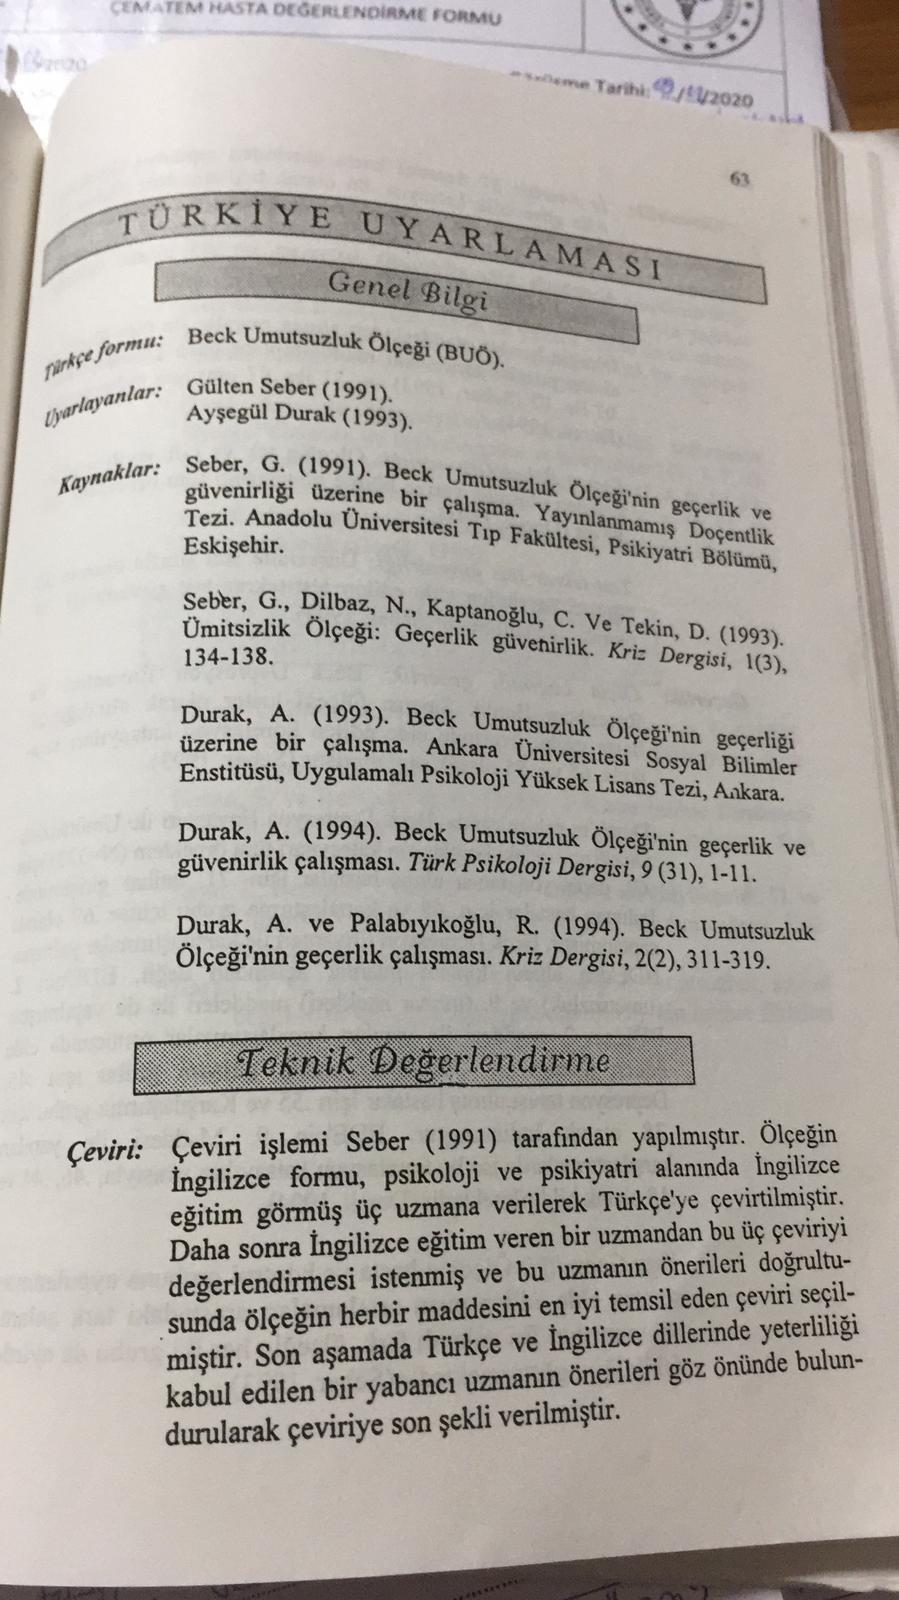 ÇEMATEM HASTA DEĞERLENDİRME FORMU
Tarihi:
/2020
63
TÜRKİYE UYARLAMASI
Genel Bilgi
Türkçe formu: Beck Umutsuzluk Ölçeği (BUÖ).
Uyarlayanlar: Gülten Seber (1991).
Ayşegül Durak (1993).
Kaynaklar: Seber, G. (1991). Beck Umutsuzluk Ölçeği'nin geçerlik ve
güvenirliği üzerine bir çalışma. Yayınlanmamış Doçentlik
Tezi. Anadolu Üniversitesi Tıp Fakültesi, Psikiyatri Bölümü,
Eskişehir.
Seber, G., Dilbaz, N., Kaptanoğlu, C. Ve Tekin, D. (1993).
Ümitsizlik Ölçeği: Geçerlik güvenirlik. Kriz Dergisi, 1(3),
134-138.
Durak, A. (1993). Beck Umutsuzluk Ölçeği'nin geçerliği
üzerine bir çalışma. Ankara Üniversitesi Sosyal Bilimler
Enstitüsü, Uygulamalı Psikoloji Yüksek Lisans Tezi, Ankara.
Durak, A. (1994). Beck Umutsuzluk Ölçeği'nin geçerlik ve
güvenirlik çalışması. Türk Psikoloji Dergisi, 9 (31), 1-11.
Durak, A. ve Palabıyıkoğlu, R. (1994). Beck Umutsuzluk
Ölçeği'nin geçerlik çalışması. Kriz Dergisi, 2(2), 311-319.
Teknik Değerlendirme
Çeviri: Çeviri işlemi Seber (1991) tarafından yapılmıştır. Ölçeğin
İngilizce formu, psikoloji ve psikiyatri alanında İngilizce
eğitim görmüş üç uzmana verilerek Türkçe'ye çevirtilmiştir.
Daha sonra İngilizce eğitim veren bir uzmandan bu üç çeviriyi
değerlendirmesi istenmiş ve bu uzmanın önerileri doğrultu-
sunda ölçeğin herbir maddesini en iyi temsil eden çeviri seçil-
miştir. Son aşamada Türkçe ve İngilizce dillerinde yeterliliği
kabul edilen bir yabancı uzmanın önerileri göz önünde bulun-
durularak çeviriye son şekli verilmiştir.